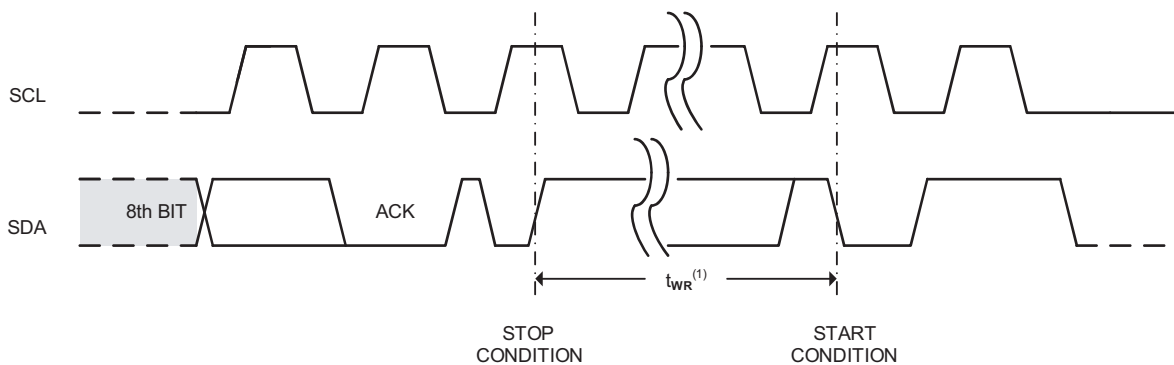 SCL
8th BIT
ACK
SDA
tWR(1)
STOP
CONDITION
START
CONDITION